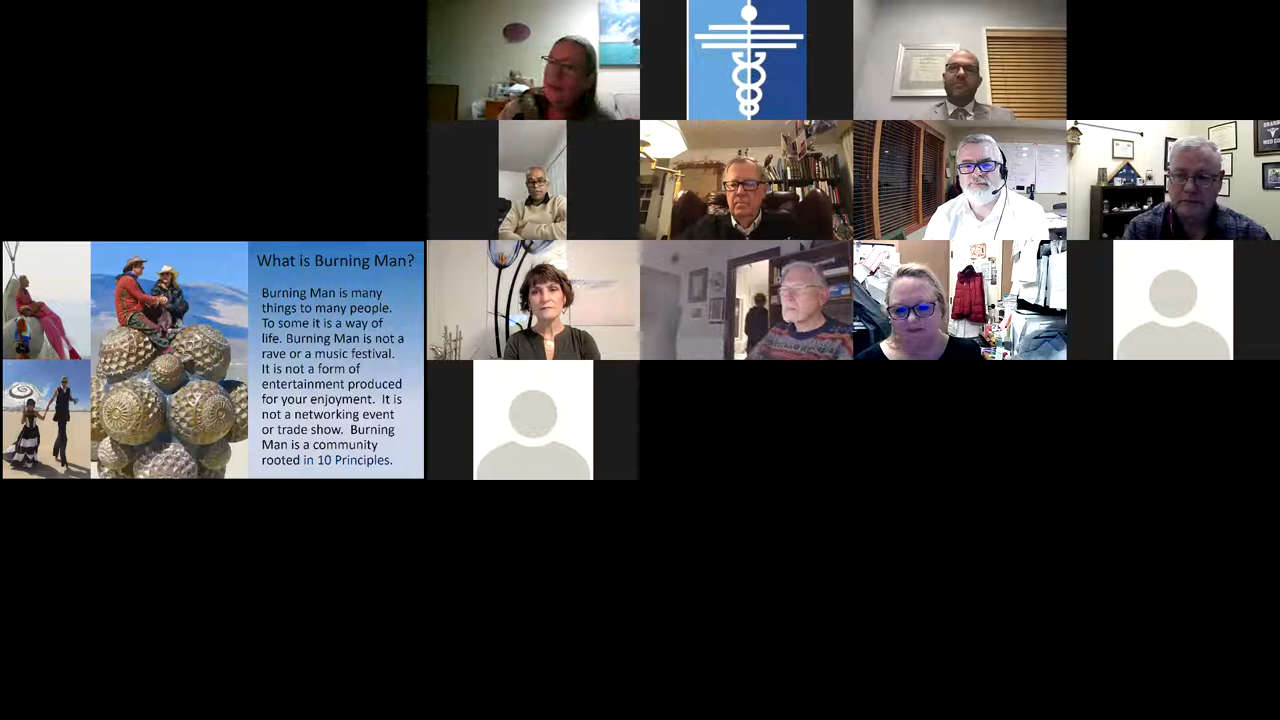 What is Burning Man?
Burning Man is many
things to many people.
To some it is a way of
life. Burning Man is not a
rave or a music festival.
It is not a form of
entertainment produced
for your enjoyment. It is
not a networking event
or trade show. Burning
Man is a community
rooted in 10 Principles.